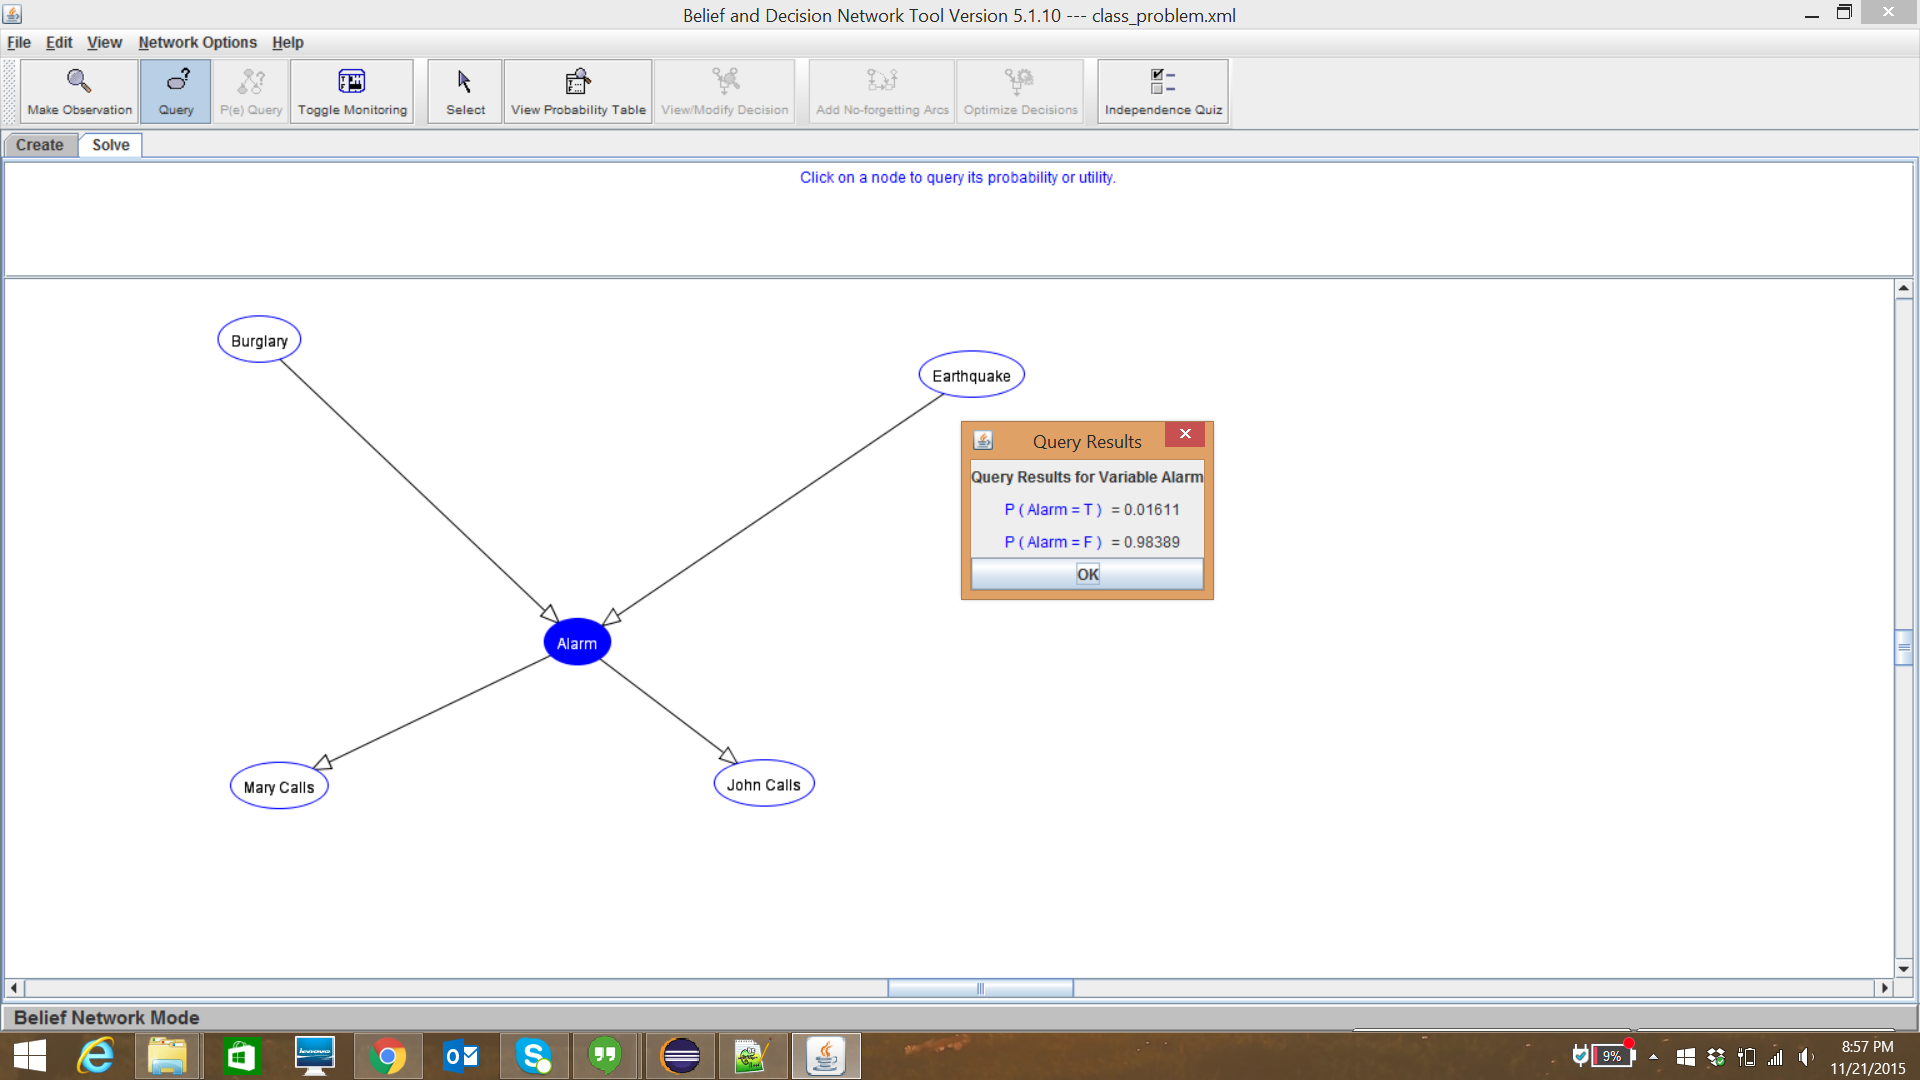 Belief and Decision Network Tool Version 5.1.10 --- class_problem.xml
File Edit View Network Options Help
Make Observation Query P(e) Query Toggle Monitoring Select View Probability Table View/Modify Decision Add No-forgetting Arcs Optimize Decisions Independence Quiz
Create Solve
Click on a node to query its probability or utility.
Burglary
Earthquake
Query Results
Query Results for Variable Alarm
P ( Alarm = T ) = 0.01611
P ( Alarm = F ) = 0.98389
OK
Alarm
Mary Calls
John Calls
Belief Network Mode
9%
8:57 PM
11/21/2015